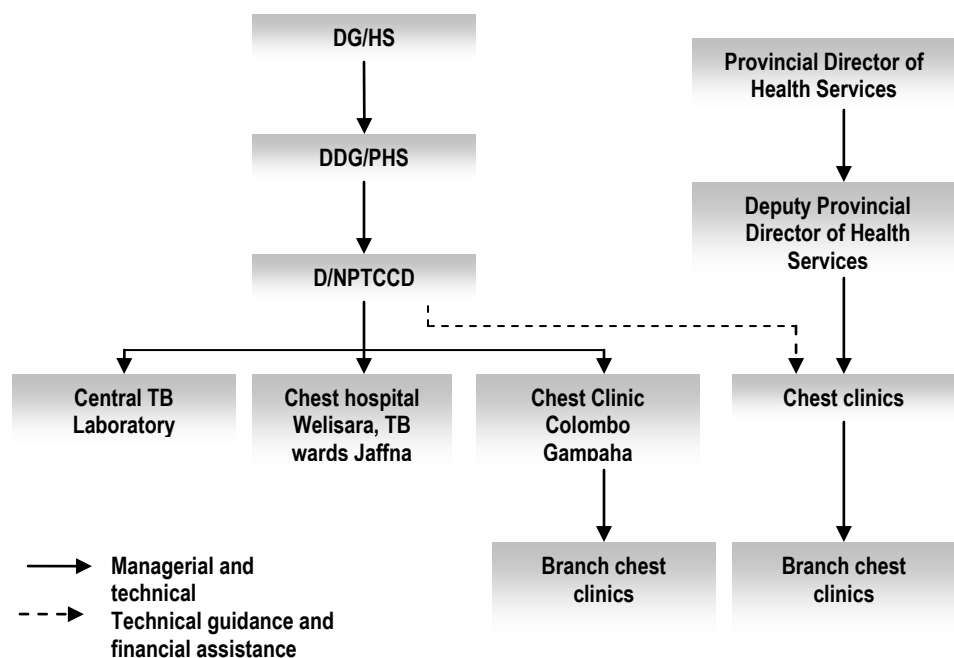 DG/HS
Provincial Director of
Health Services
DDG/PHS
Deputy Provincial
Director of Health
Services
D/NPTCCD
Central TB
Laboratory
Chest hospital
Welisara, TB
wards Jaffna
Chest Clinic
Colombo
Gampaha
Chest clinics
Branch chest
clinics
Branch chest
clinics
Managerial and
technical
Technical guidance and
financial assistance